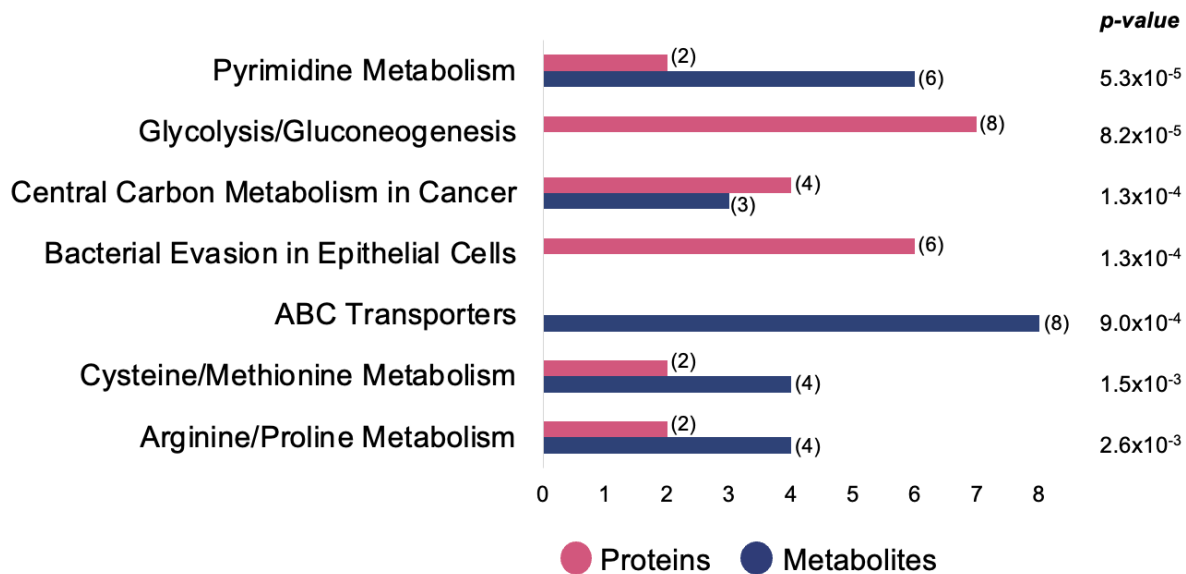 p-value
Pyrimidine Metabolism (2) (6) 5.3x10⁻⁵
Glycolysis/Gluconeogenesis (8) 8.2x10⁻⁵
Central Carbon Metabolism in Cancer (4) (3) 1.3x10⁻⁴
Bacterial Evasion in Epithelial Cells (6) 1.3x10⁻⁴
ABC Transporters (8) 9.0x10⁻⁴
Cysteine/Methionine Metabolism (2) (4) 1.5x10⁻³
Arginine/Proline Metabolism (2) (4) 2.6x10⁻³
0 1 2 3 4 5 6 7 8
Proteins Metabolites